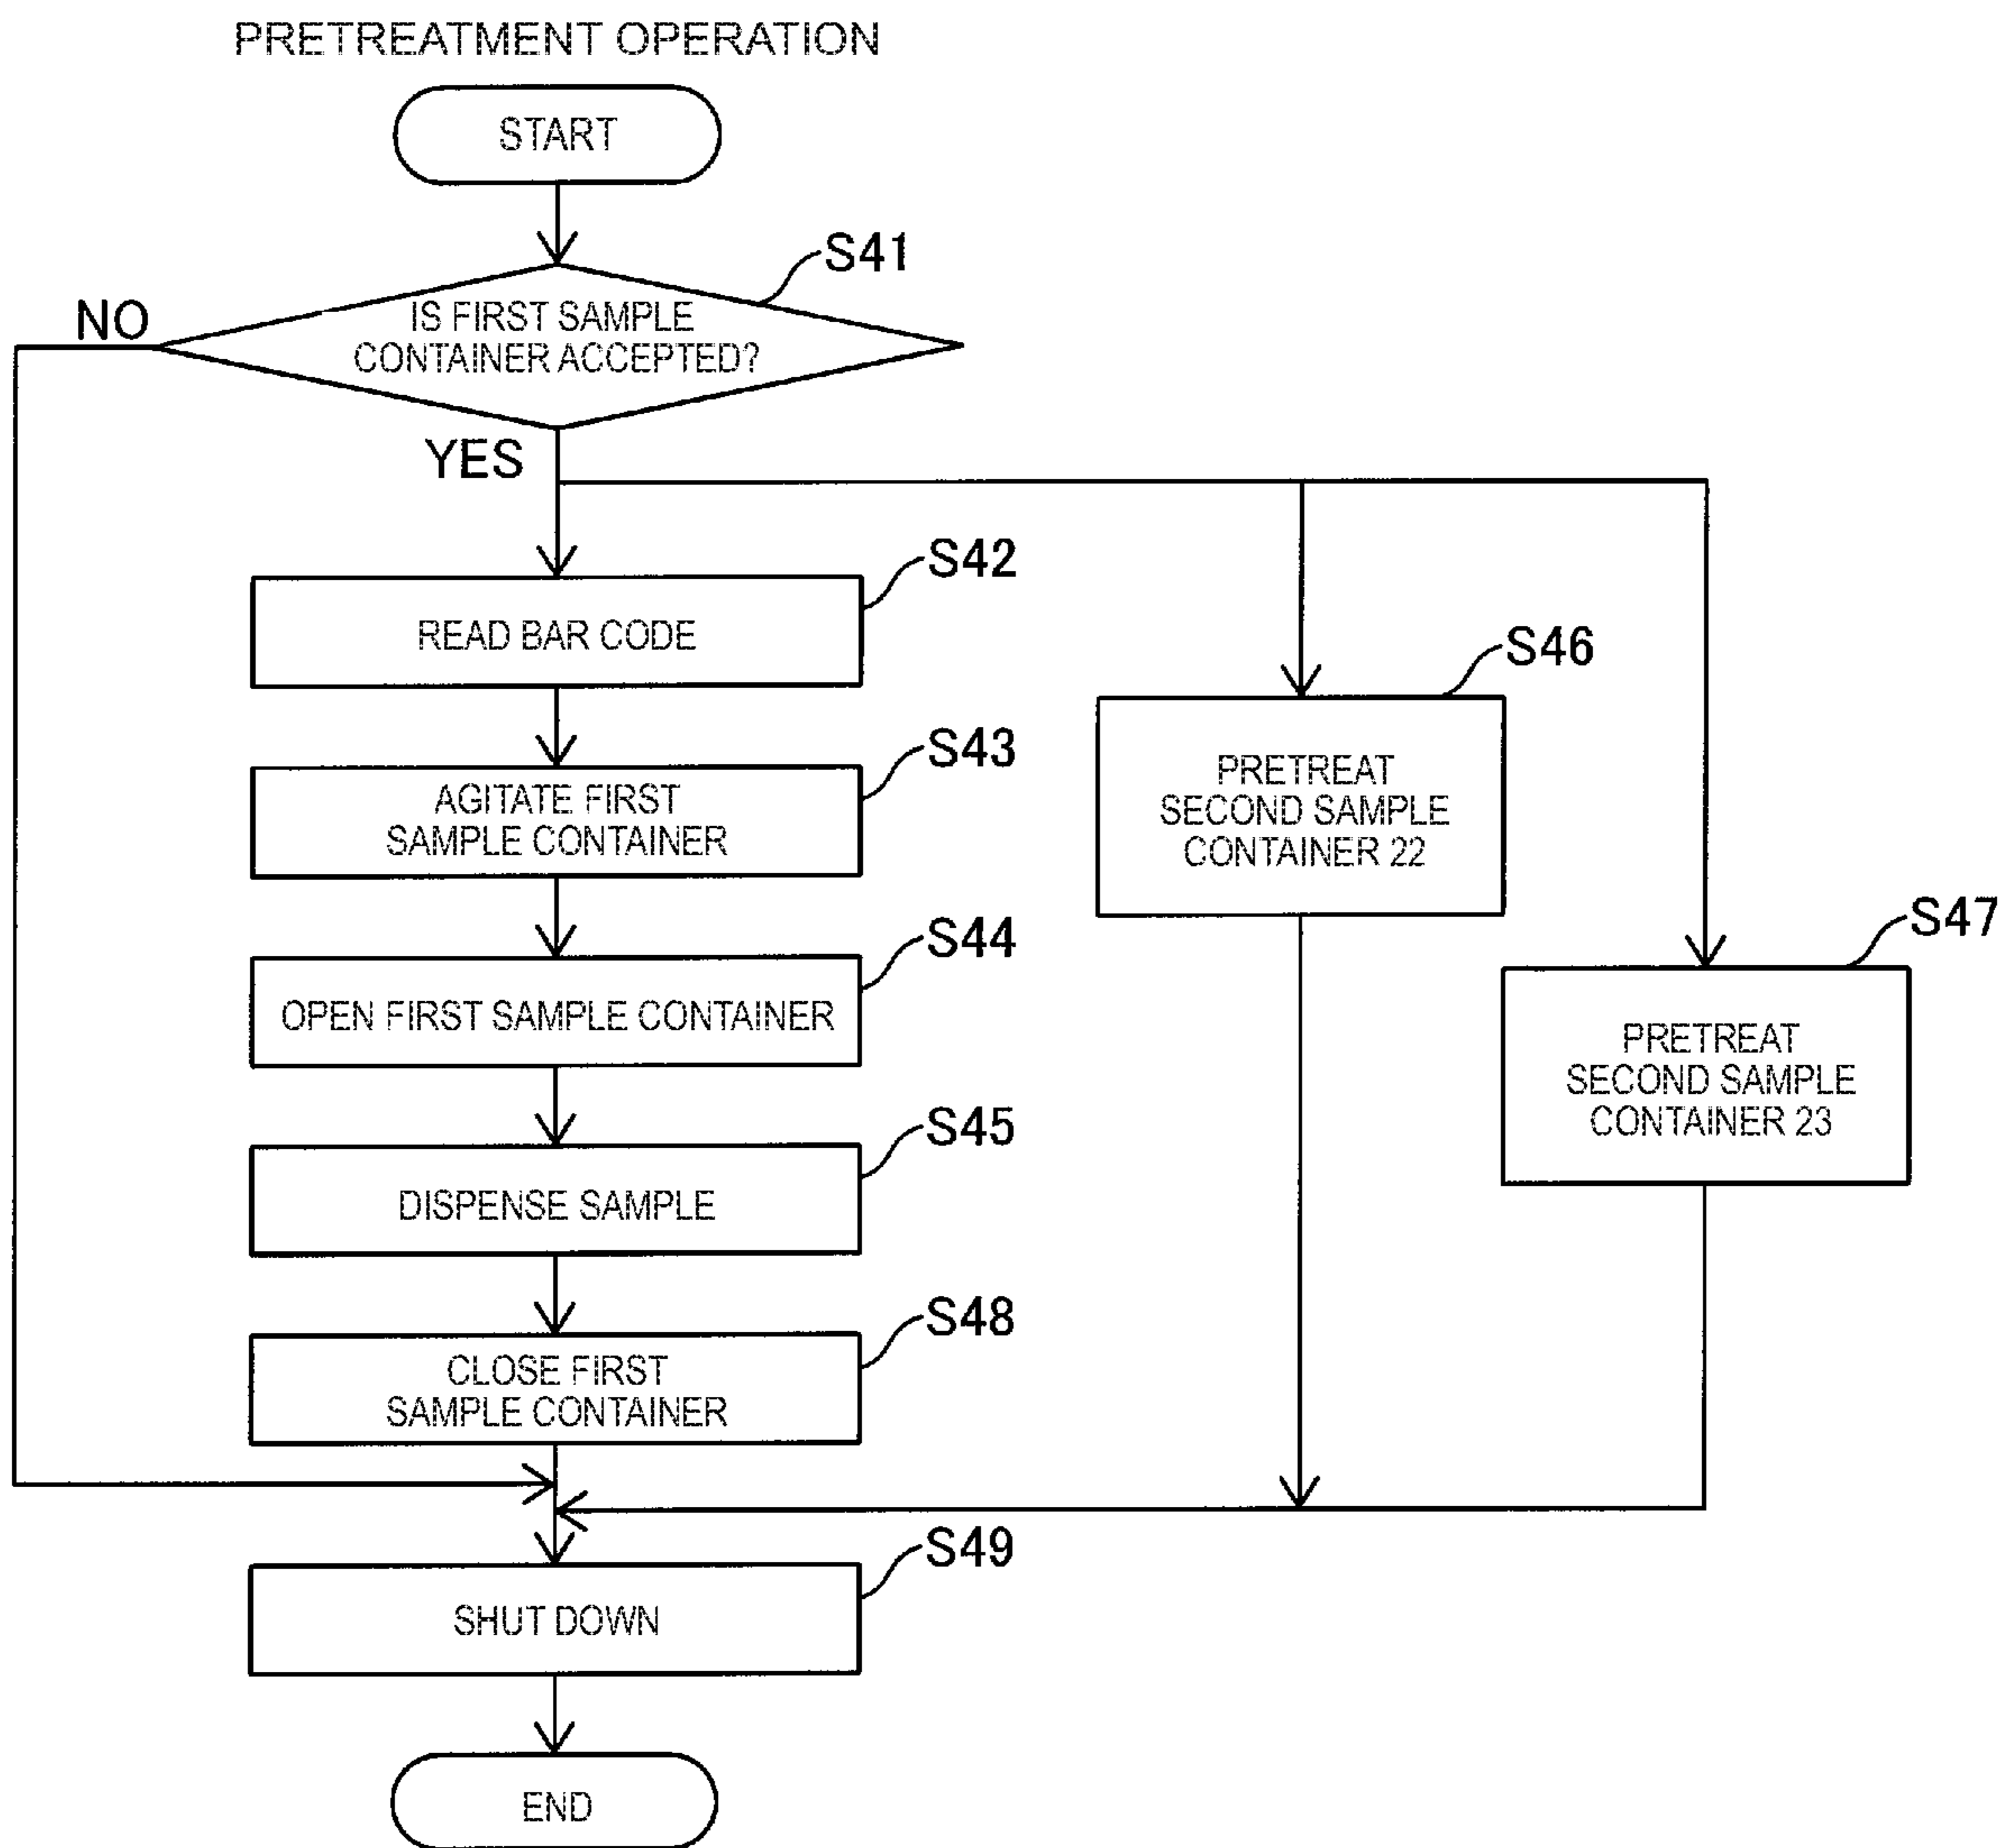 PRETREATMENT OPERATION
START
S41
NO
IS FIRST SAMPLE
CONTAINER ACCEPTED?
YES
S42
READ BAR CODE
S46
PRETREAT
SECOND SAMPLE
CONTAINER 22
S43
AGITATE FIRST
SAMPLE CONTAINER
S47
PRETREAT
SECOND SAMPLE
CONTAINER 23
S44
OPEN FIRST SAMPLE CONTAINER
S45
DISPENSE SAMPLE
S48
CLOSE FIRST
SAMPLE CONTAINER
S49
SHUT DOWN
END